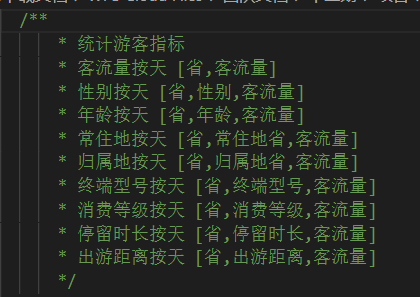 /**
* 统计游客指标
* 客流量按天 [省,客流量]
* 性别按天 [省,性别,客流量]
* 年龄按天 [省,年龄,客流量]
* 常住地按天 [省,常住地省,客流量]
* 归属地按天 [省,归属地省,客流量]
* 终端型号按天 [省,终端型号,客流量]
* 消费等级按天 [省,消费等级,客流量]
* 停留时长按天 [省,停留时长,客流量]
* 出游距离按天 [省,出游距离,客流量]
*/